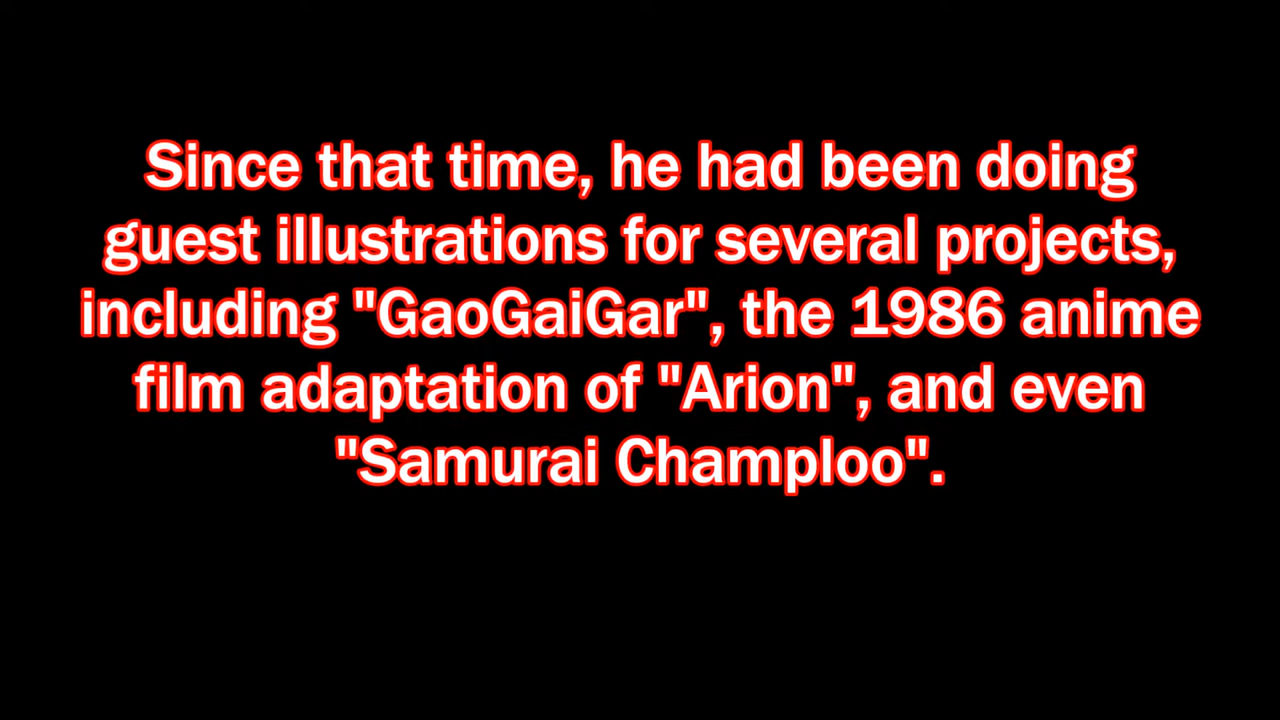 Since that time, he had been doing
guest illustrations for several projects,
including "GaoGaiGar", the 1986 anime
film adaptation of "Arion", and even
"Samurai Champloo".